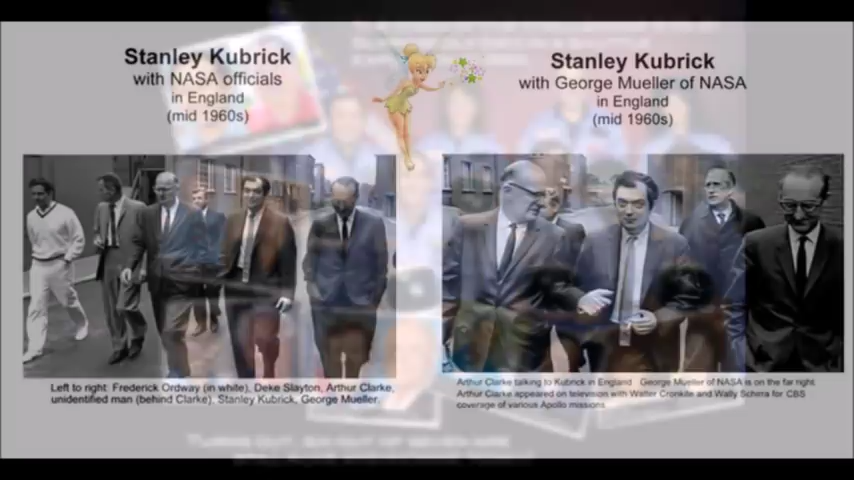 Stanley Kubrick
with NASA officials
in England
(mid 1960s)
Stanley Kubrick
with George Mueller of NASA
in England
(mid 1960s)
Left to right: Frederick Ordway (in white), Deke Slayton, Arthur Clarke,
unidentified man (behind Clarke), Stanley Kubrick, George Mueller.
Arthur Clarke talking to Kubrick in England George Mueller of NASA is on the far right
Arthur Clarke appeared on television with Walter Cronkite and Wally Schirra for CBS
coverage of various Apollo missions